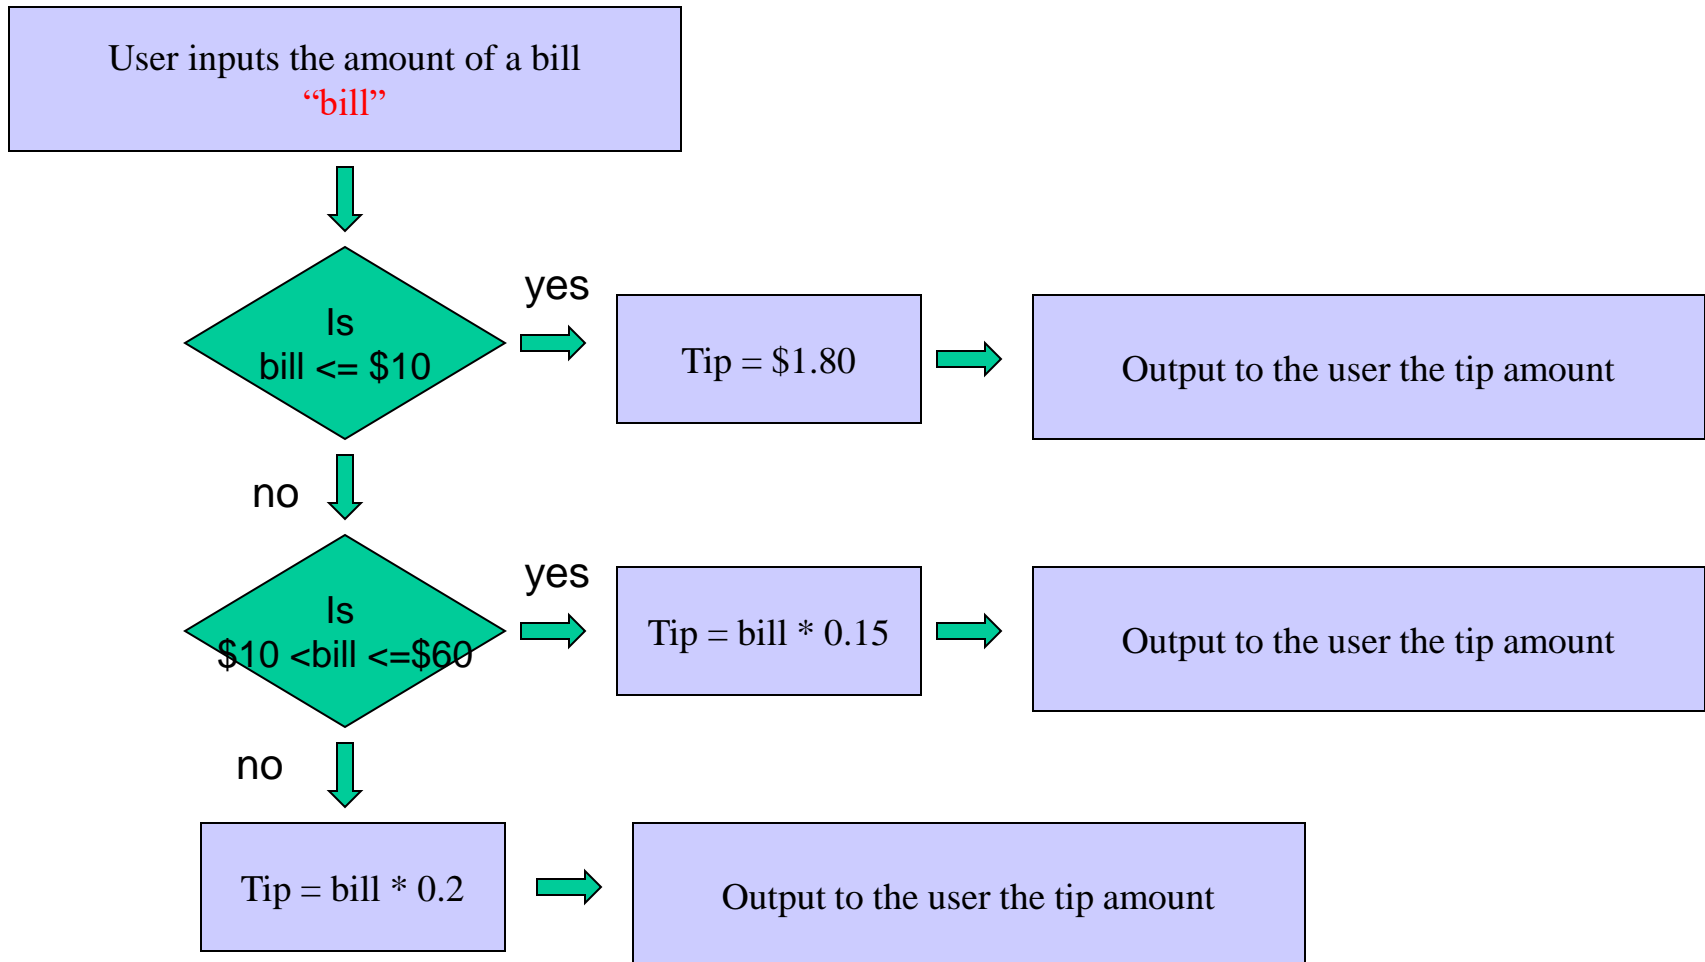 User inputs the amount of a bill
“bill”
yes
Is
bill <= $10
Tip = $1.80
Output to the user the tip amount
no
yes
Is
$10 <bill <=$60
Tip = bill * 0.15
Output to the user the tip amount
no
Tip = bill * 0.2
Output to the user the tip amount